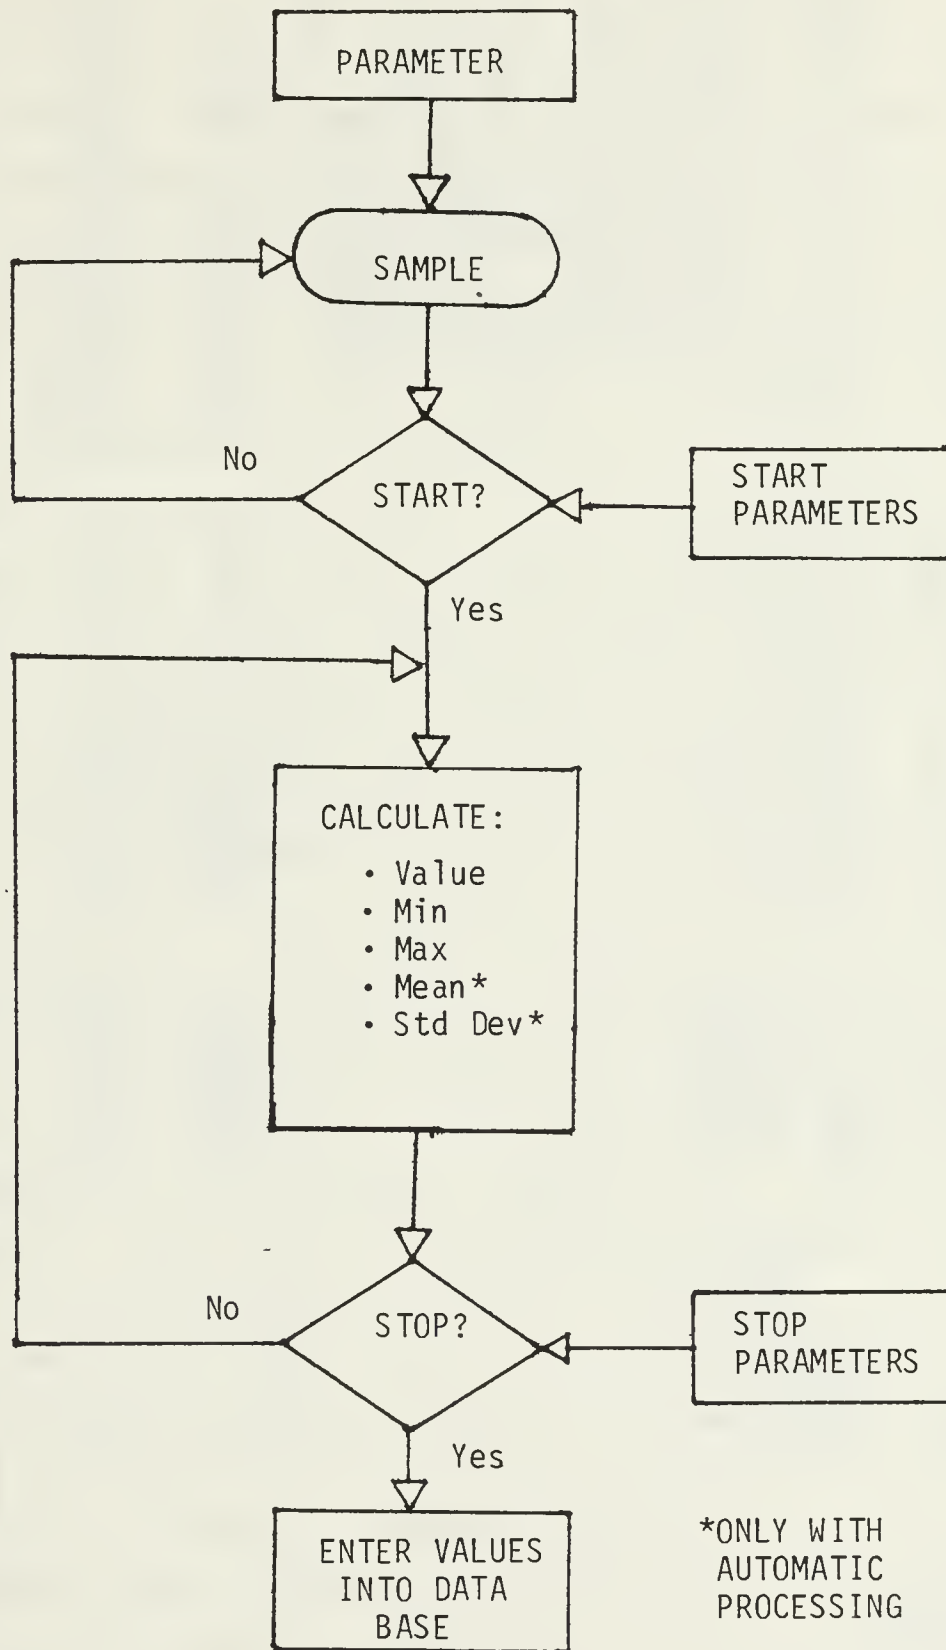 PARAMETER
SAMPLE
No
START?
START
PARAMETERS
Yes
CALCULATE:
• Value
• Min
• Max
• Mean*
• Std Dev*
No
STOP?
STOP
PARAMETERS
Yes
ENTER VALUES
INTO DATA
BASE
*ONLY WITH
AUTOMATIC
PROCESSING